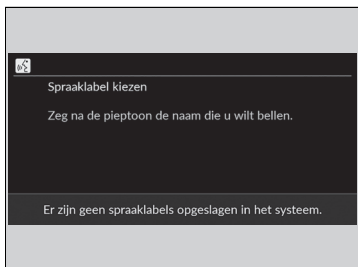 Spraaklabel kiezen
Zeg na de pieptoon de naam die u wilt bellen.
Er zijn geen spraaklabels opgeslagen in het systeem.